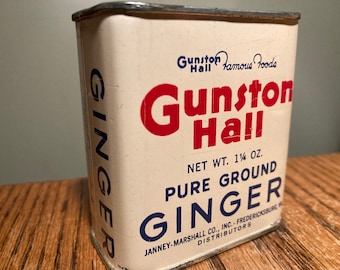 GINGER
Gunston
Hall Famous Foods
Gunston
Hall
NET WT. 1¼ OZ.
PURE GROUND
GINGER
JANNEY-MARSHALL CO., INC. - FREDERICKSBURG,
DISTRIBUTORS